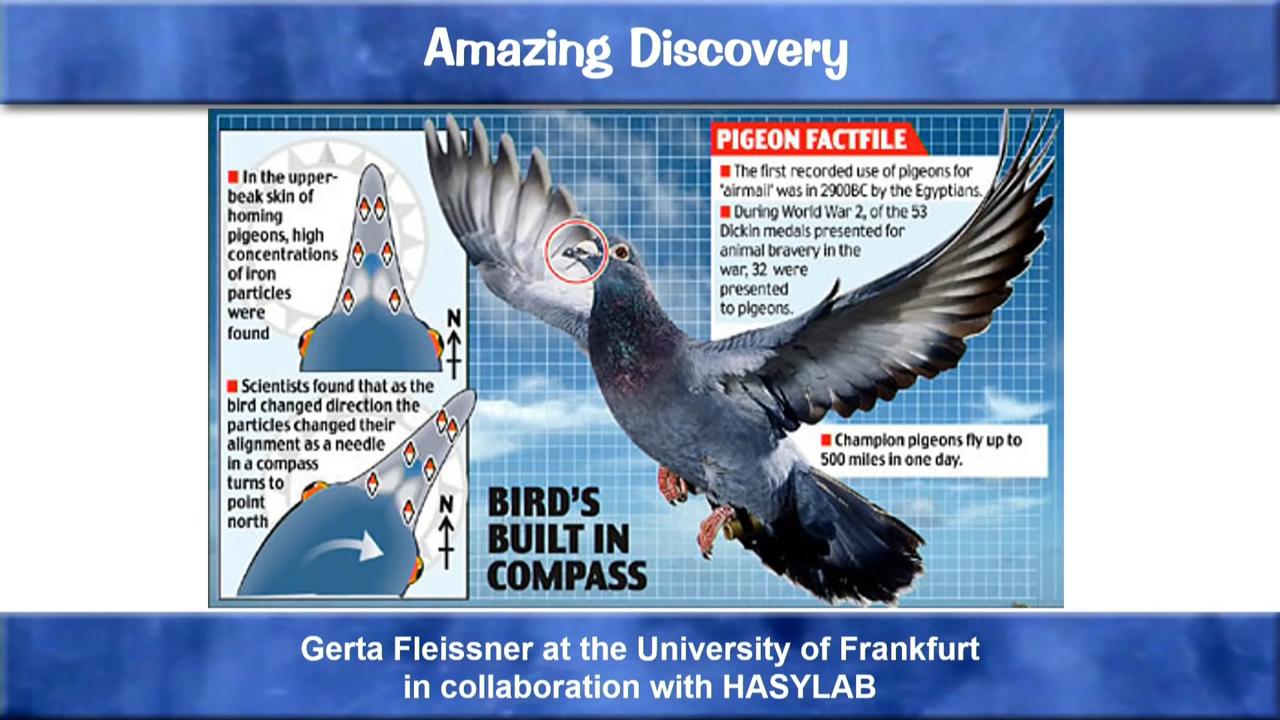 Amazing Discovery
■ In the upper-
beak skin of
homing
pigeons, high
concentrations
of iron
particles
were
found
N
■ Scientists found that as the
bird changed direction the
particles changed their
alignment as a needle
in a compass
turns to
point
north
N
BIRD'S
BUILT IN
COMPASS
PIGEON FACTFILE
■ The first recorded use of pigeons for
'airmail' was in 2900BC by the Egyptians.
■ During World War 2, of the 53
Dickin medals presented for
animal bravery in the
war, 32 were
presented
to pigeons.
■ Champion pigeons fly up to
500 miles in one day.
Gerta Fleissner at the University of Frankfurt
in collaboration with HASYLAB